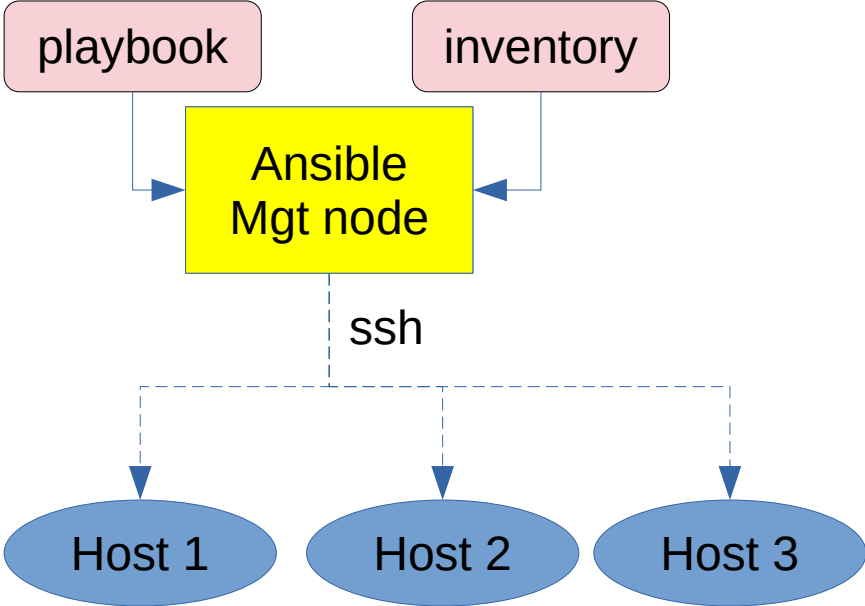 playbook
inventory
Ansible
Mgt node
ssh
Host 1
Host 2
Host 3